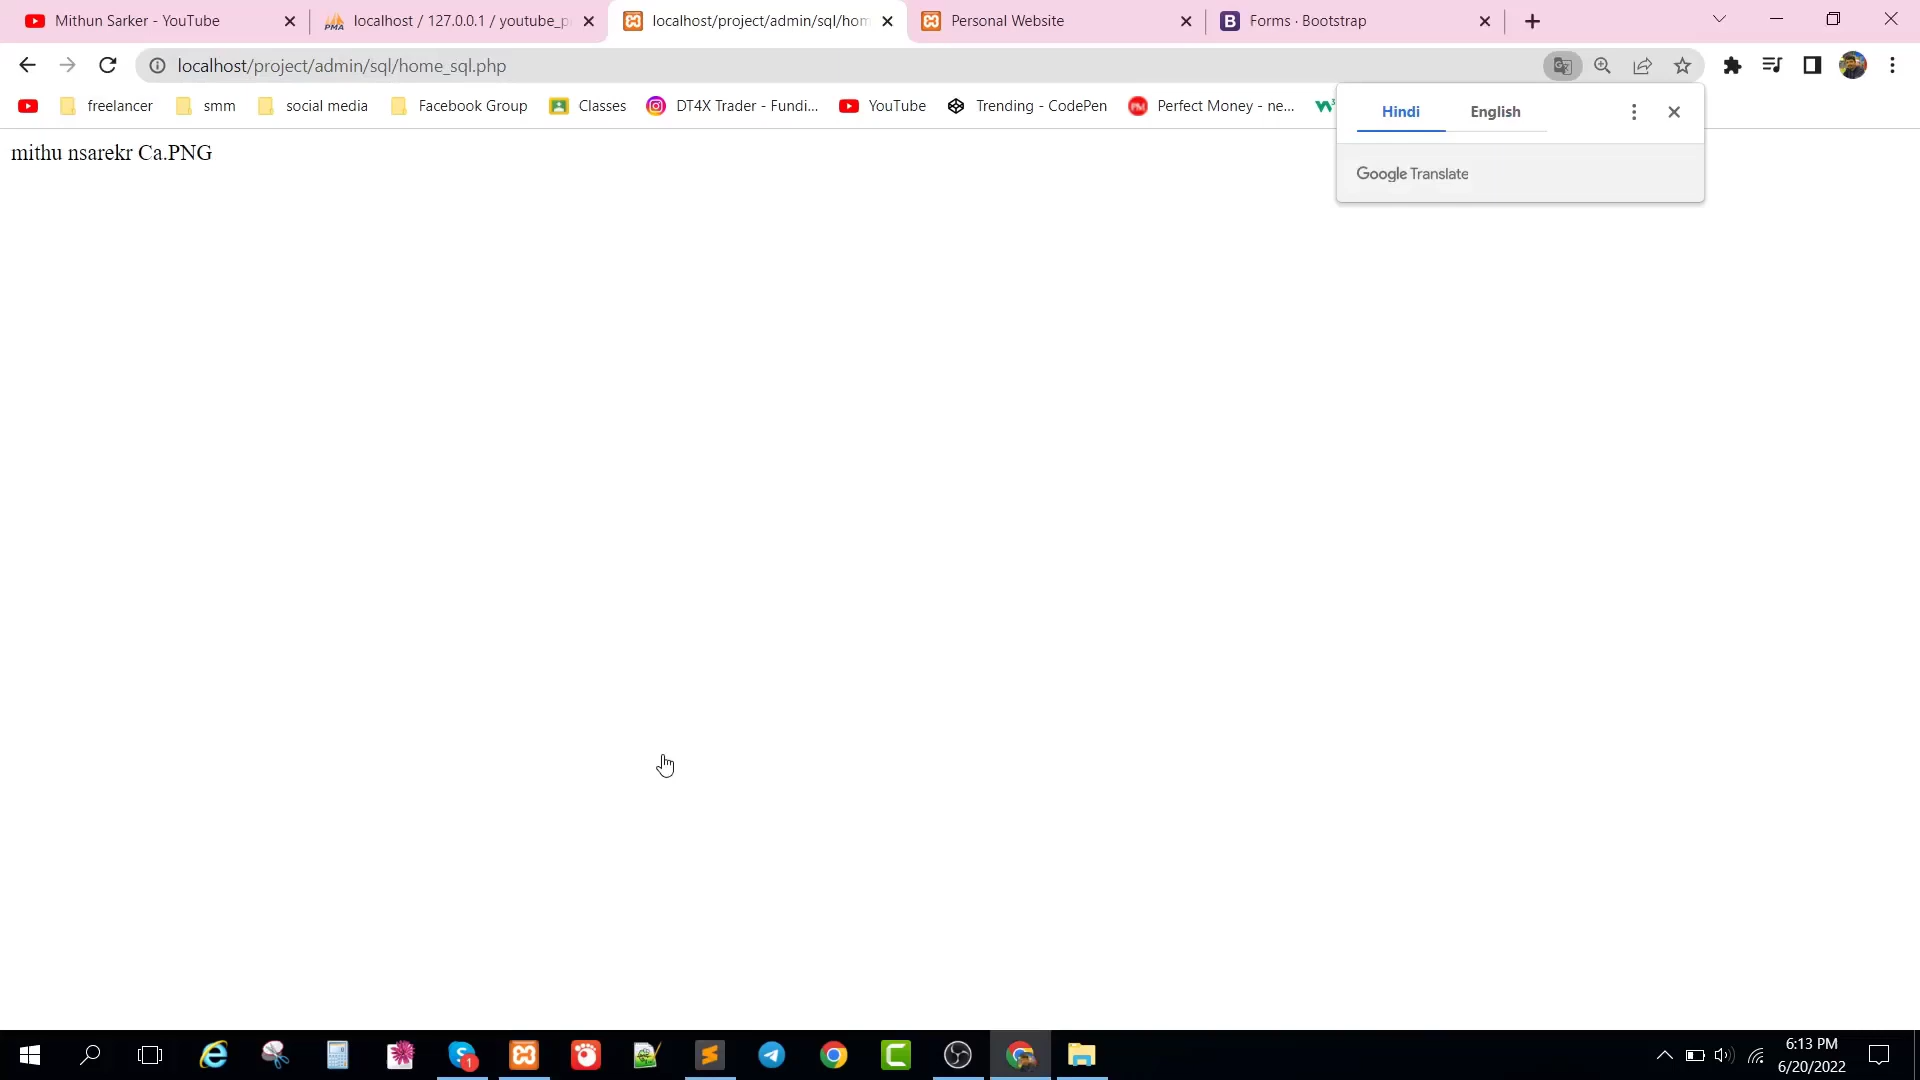 Mithun Sarker - YouTube
localhost / 127.0.0.1 / youtube_p
localhost/project/admin/sql/hom
Personal Website
Forms · Bootstrap
localhost/project/admin/sql/home_sql.php
freelancer
smm
social media
Facebook Group
Classes
DT4X Trader - Fundi...
YouTube
Trending - CodePen
Perfect Money - ne...
Hindi
English
Google Translate
mithu nsarekr Ca.PNG
6:13 PM
6/20/2022